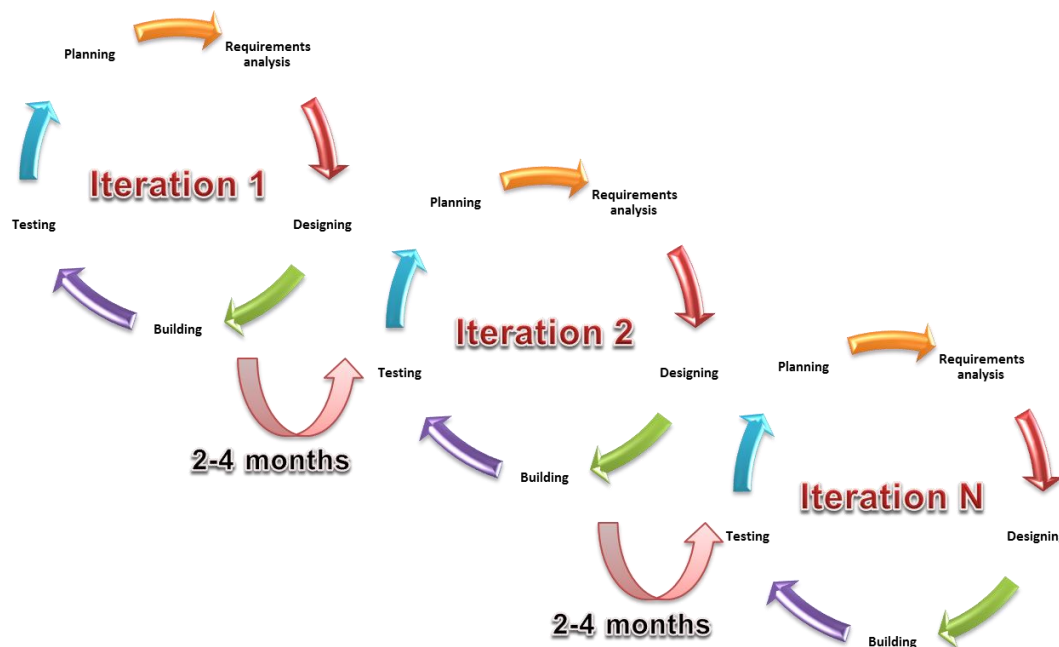 Planning
Requirements
analysis
Iteration 1
Testing
Designing
Building
2-4 months
Planning
Requirements
analysis
Iteration 2
Testing
Designing
Building
2-4 months
Planning
Requirements
analysis
Iteration N
Testing
Designin
Building